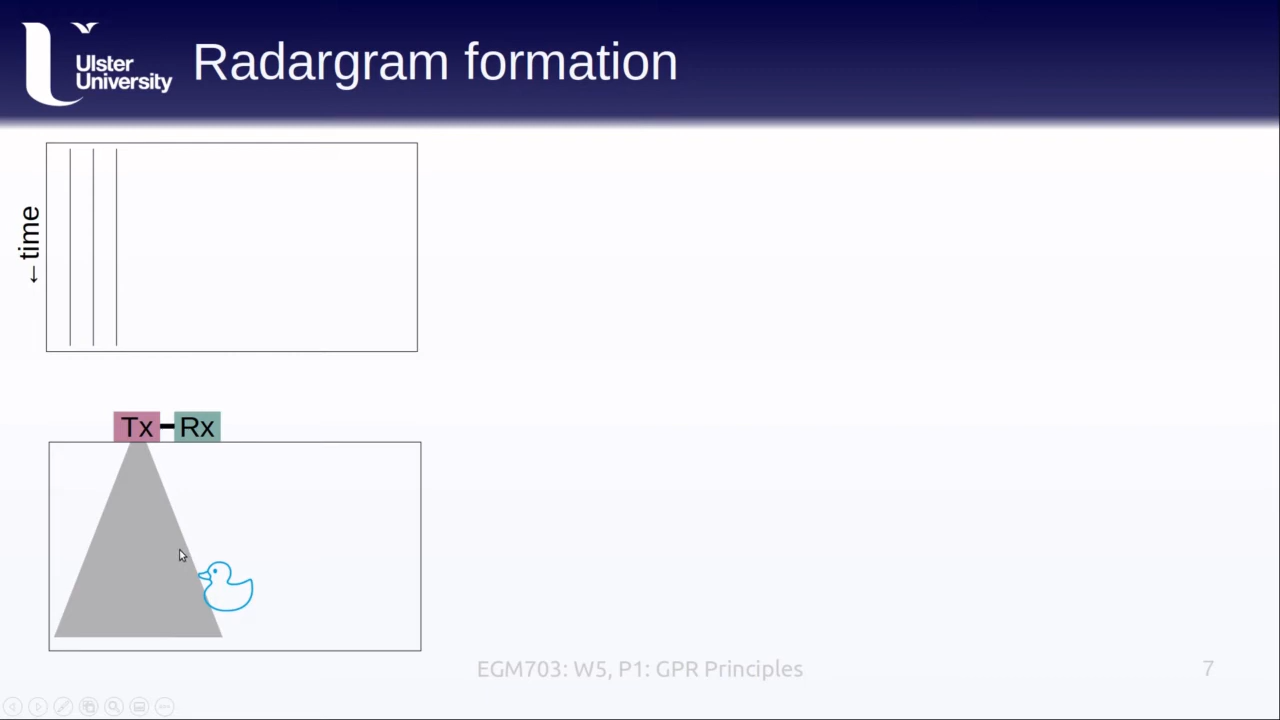 Ulster
University
Radargram formation
←time
Tx
Rx
EGM703: W5, P1: GPR Principles
7